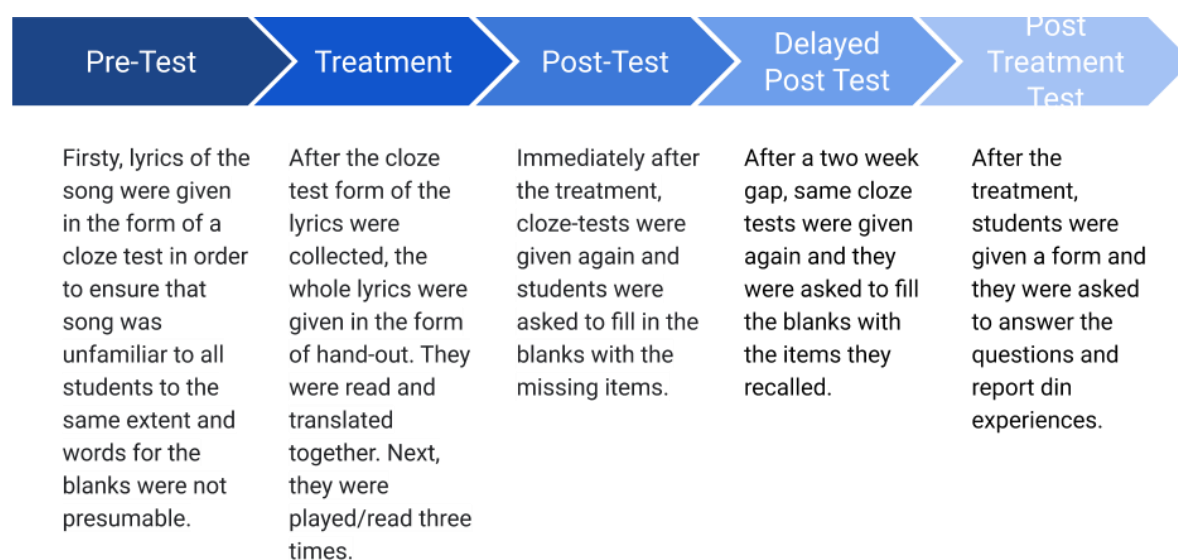 Pre-Test
Treatment
Post-Test
Delayed
Post Test
Post
Treatment
Test
Firsty, lyrics of the
song were given
in the form of a
cloze test in order
to ensure that
song was
unfamiliar to all
students to the
same extent and
words for the
blanks were not
presumable.
After the cloze
test form of the
lyrics were
collected, the
whole lyrics were
given in the form
of hand-out. They
were read and
translated
together. Next,
they were
played/read three
times.
Immediately after
the treatment,
cloze-tests were
given again and
students were
asked to fill in the
blanks with the
missing items.
After a two week
gap, same cloze
tests were given
again and they
were asked to fill
the blanks with
the items they
recalled.
After the
treatment,
students were
given a form and
they were asked
to answer the
questions and
report din
experiences.